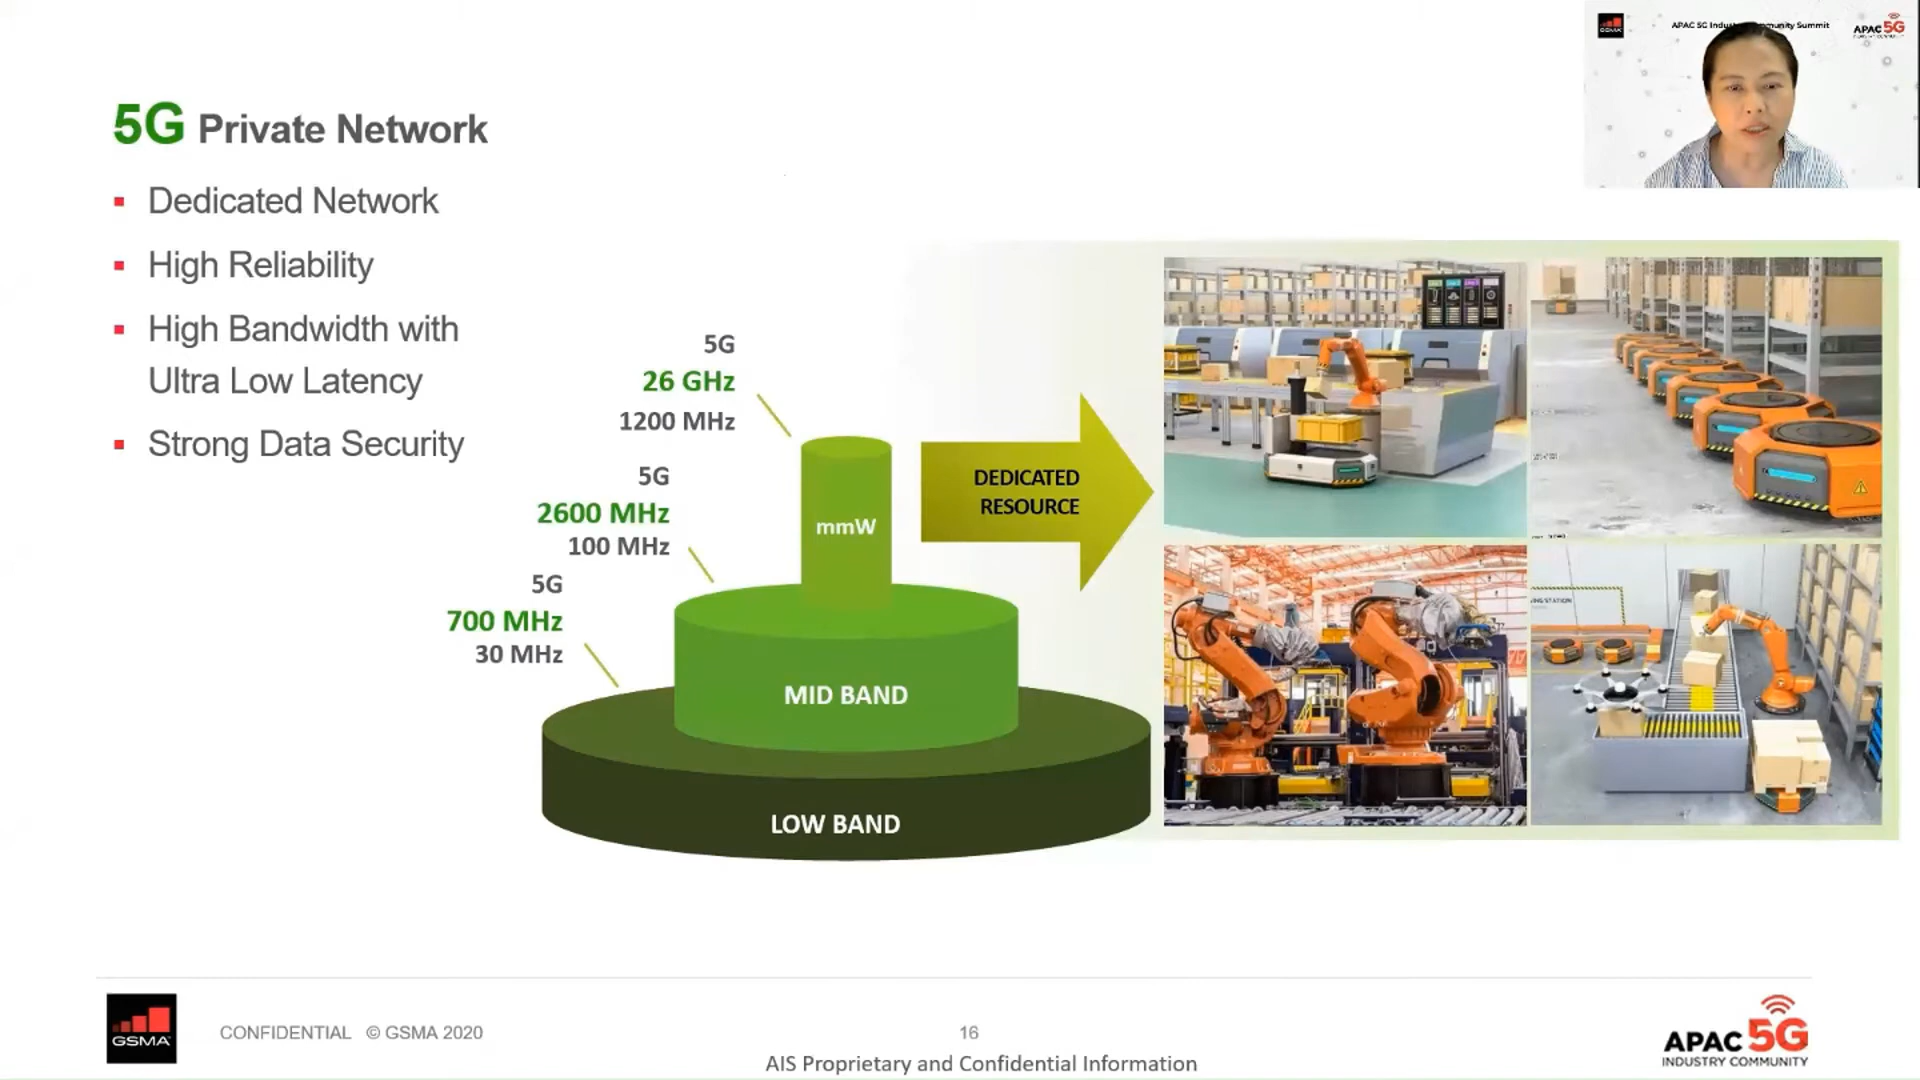 5G Private Network
Dedicated Network
High Reliability
High Bandwidth with
Ultra Low Latency
Strong Data Security
5G
26 GHz
1200 MHz
5G
2600 MHz
100 MHz
5G
700 MHz
30 MHz
mmW
MID BAND
LOW BAND
DEDICATED
RESOURCE
GSMA
APAC 5G
GSMA
CONFIDENTIAL © GSMA 2020
16
AIS Proprietary and Confidential Information
APAC 5G
INDUSTRY COMMUNITY